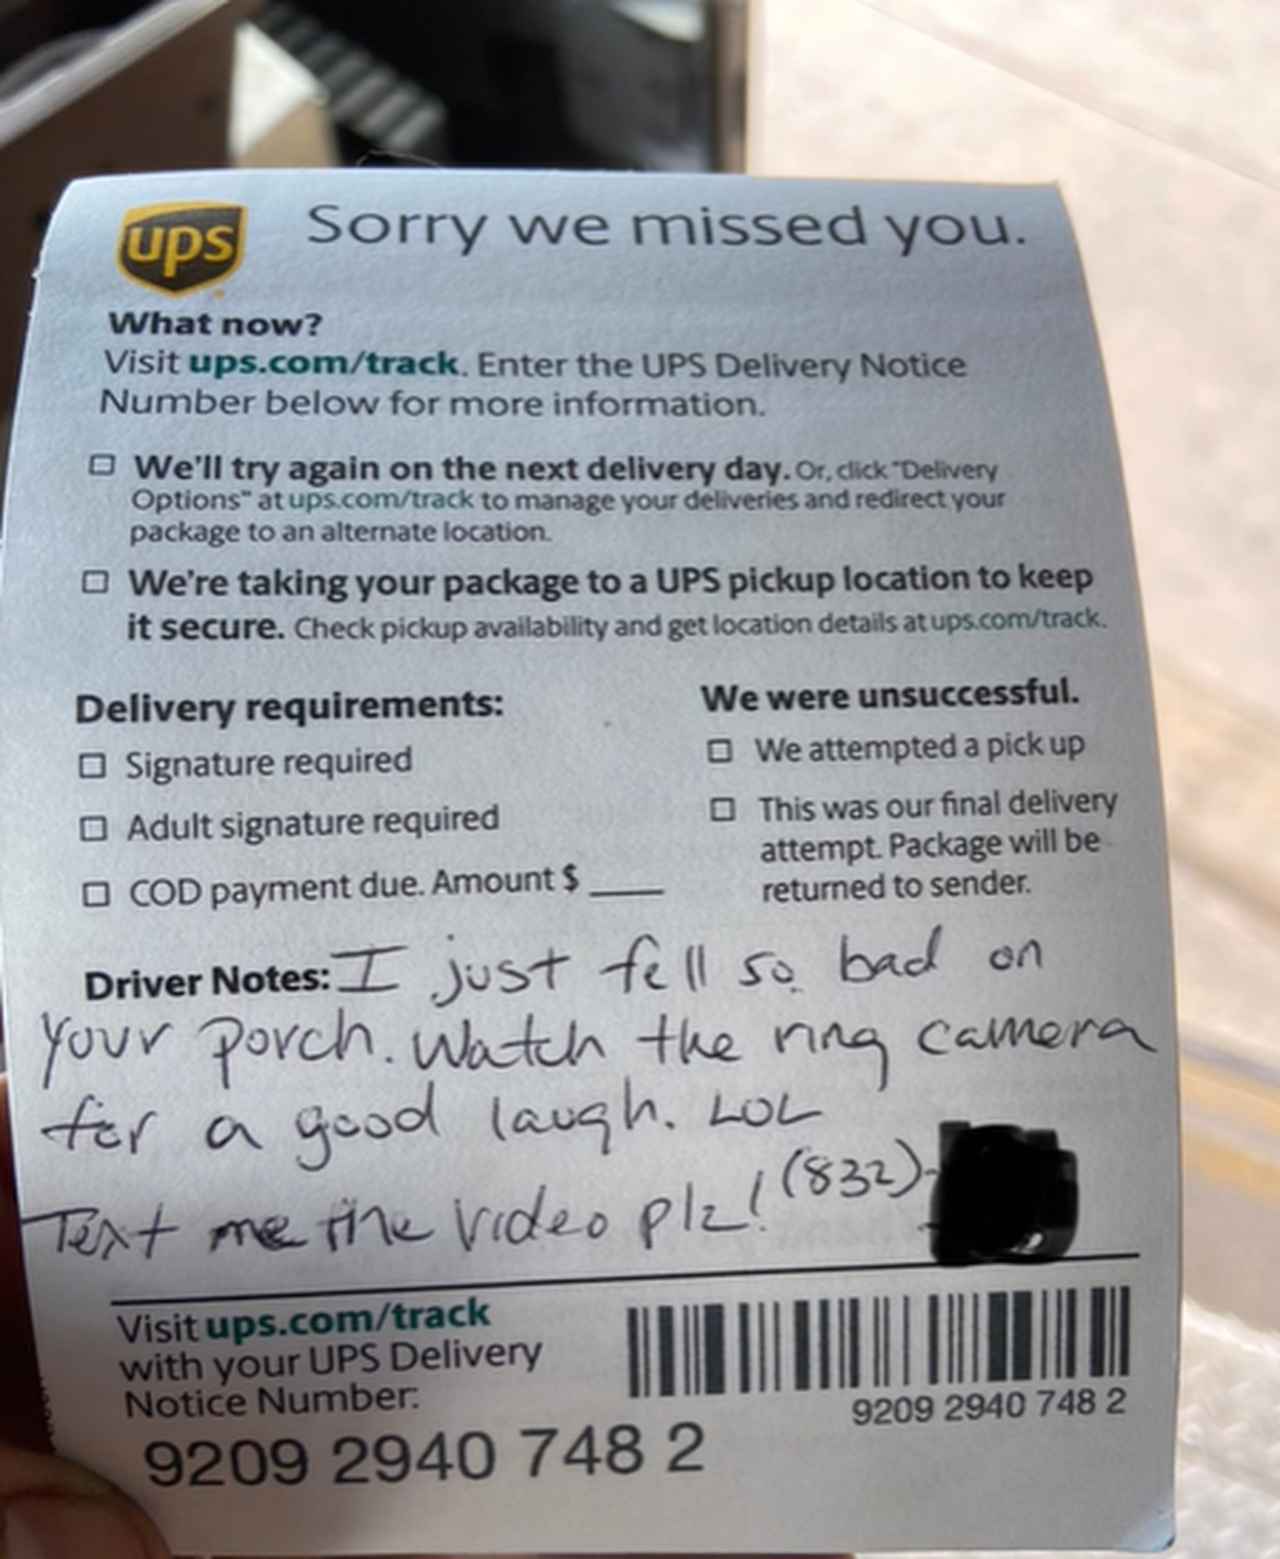 ups
Sorry we missed you.
What now?
Visit ups.com/track. Enter the UPS Delivery Notice
Number below for more information.
We'll try again on the next delivery day. Or, click "Delivery
Options" at ups.com/track to manage your deliveries and redirect your
package to an alternate location.
We're taking your package to a UPS pickup location to keep
it secure. Check pickup availability and get location details at ups.com/track.
Delivery requirements:
Signature required
Adult signature required
COD payment due. Amount $ ____
We were unsuccessful.
We attempted a pick up
This was our final delivery
attempt. Package will be
returned to sender.
Driver Notes: I just fell so bad on
your porch. Watch the ring camera
for a good laugh. LOL
Text me the video plz! (832)-
Visit ups.com/track
with your UPS Delivery
Notice Number:
9209 2940 748 2
9209 2940 748 2